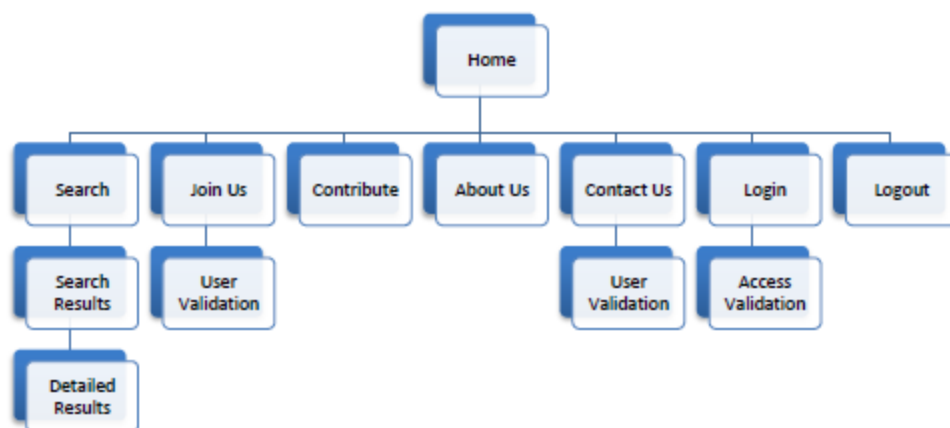 Home
Search
Join Us
Contribute
About Us
Contact Us
Login
Logout
Search
Results
User
Validation
User
Validation
Access
Validation
Detailed
Results